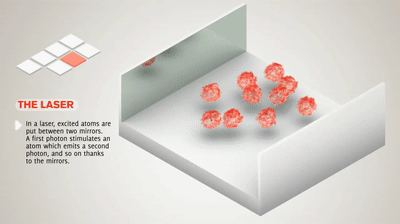 THE LASER
In a laser, excited atoms are
put between two mirrors.
A first photon stimulates an
atom which emits a second
photon, and so on thanks
to the mirrors.